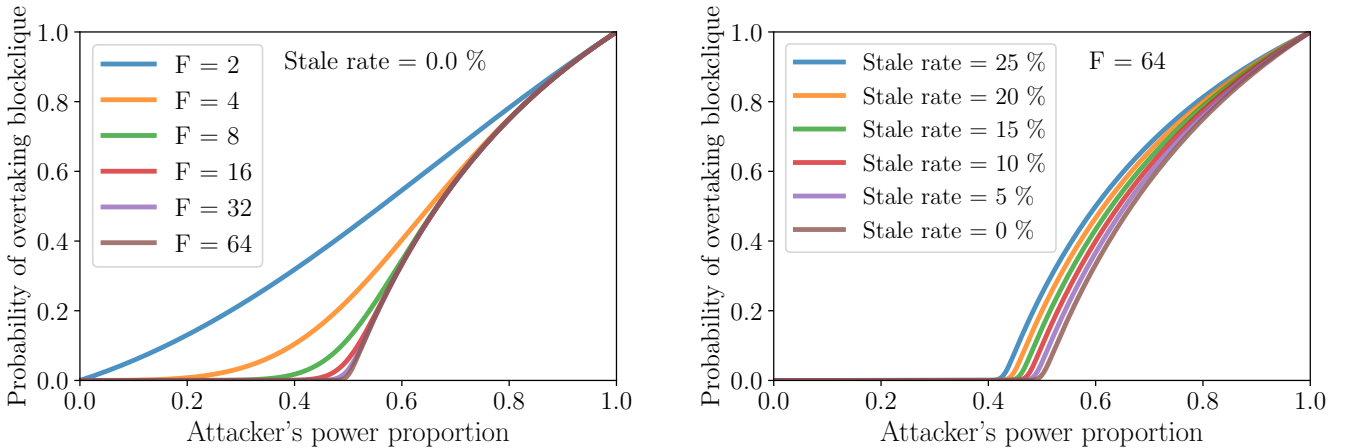 Probability of overtaking blockclique
1.0
0.8
0.6
0.4
0.2
0.0
F = 2
F = 4
F = 8
F = 16
F = 32
F = 64
Stale rate = 0.0 %
0.0 0.2 0.4 0.6 0.8 1.0
Attacker's power proportion
Probability of overtaking blockclique
1.0
0.8
0.6
0.4
0.2
0.0
Stale rate = 25 %
Stale rate = 20 %
Stale rate = 15 %
Stale rate = 10 %
Stale rate = 5 %
Stale rate = 0 %
F = 64
0.0 0.2 0.4 0.6 0.8 1.0
Attacker's power proportion